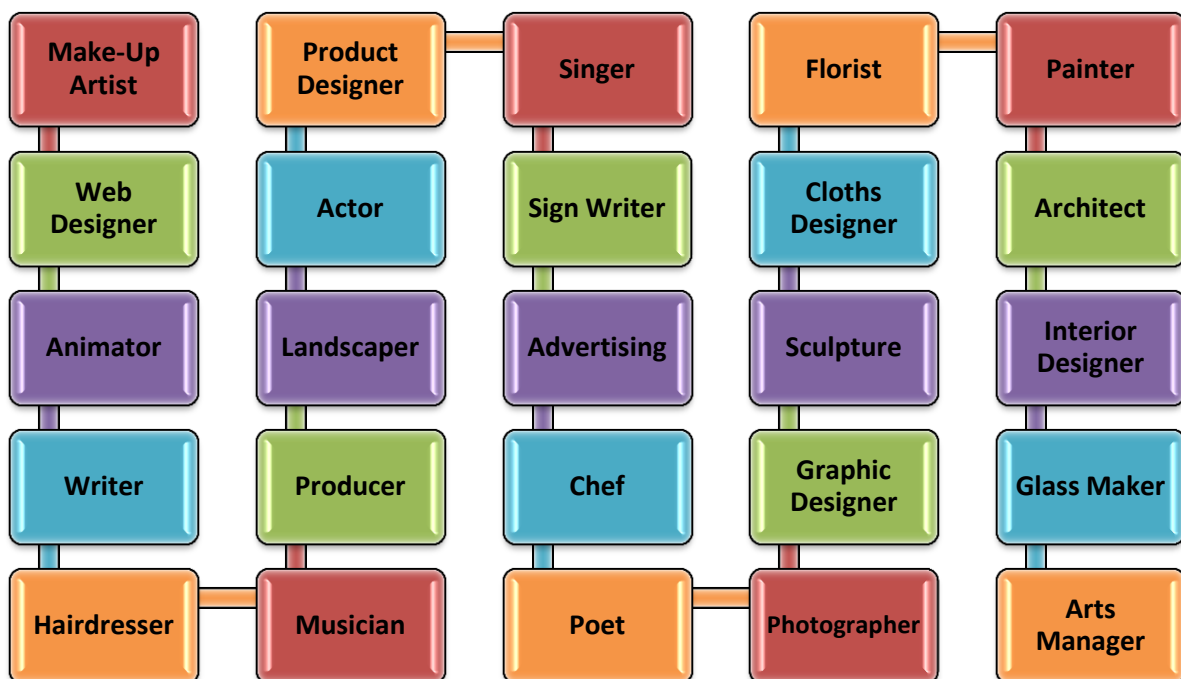 Make-Up
Artist
Product
Designer
Singer
Florist
Painter
Web
Designer
Actor
Sign Writer
Cloths
Designer
Architect
Animator
Landscaper
Advertising
Sculpture
Interior
Designer
Writer
Producer
Chef
Graphic
Designer
Glass Maker
Hairdresser
Musician
Poet
Photographer
Arts
Manager